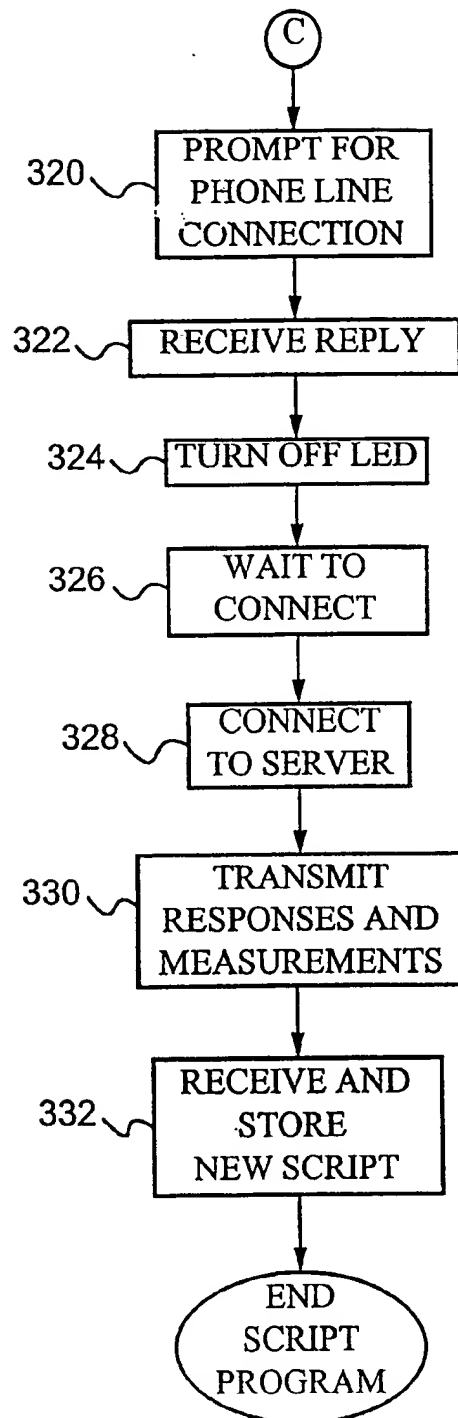 C
320
PROMPT FOR
PHONE LINE
CONNECTION
322
RECEIVE REPLY
324
TURN OFF LED
326
WAIT TO
CONNECT
328
CONNECT
TO SERVER
330
TRANSMIT
RESPONSES AND
MEASUREMENTS
332
RECEIVE AND
STORE
NEW SCRIPT
END
SCRIPT
PROGRAM